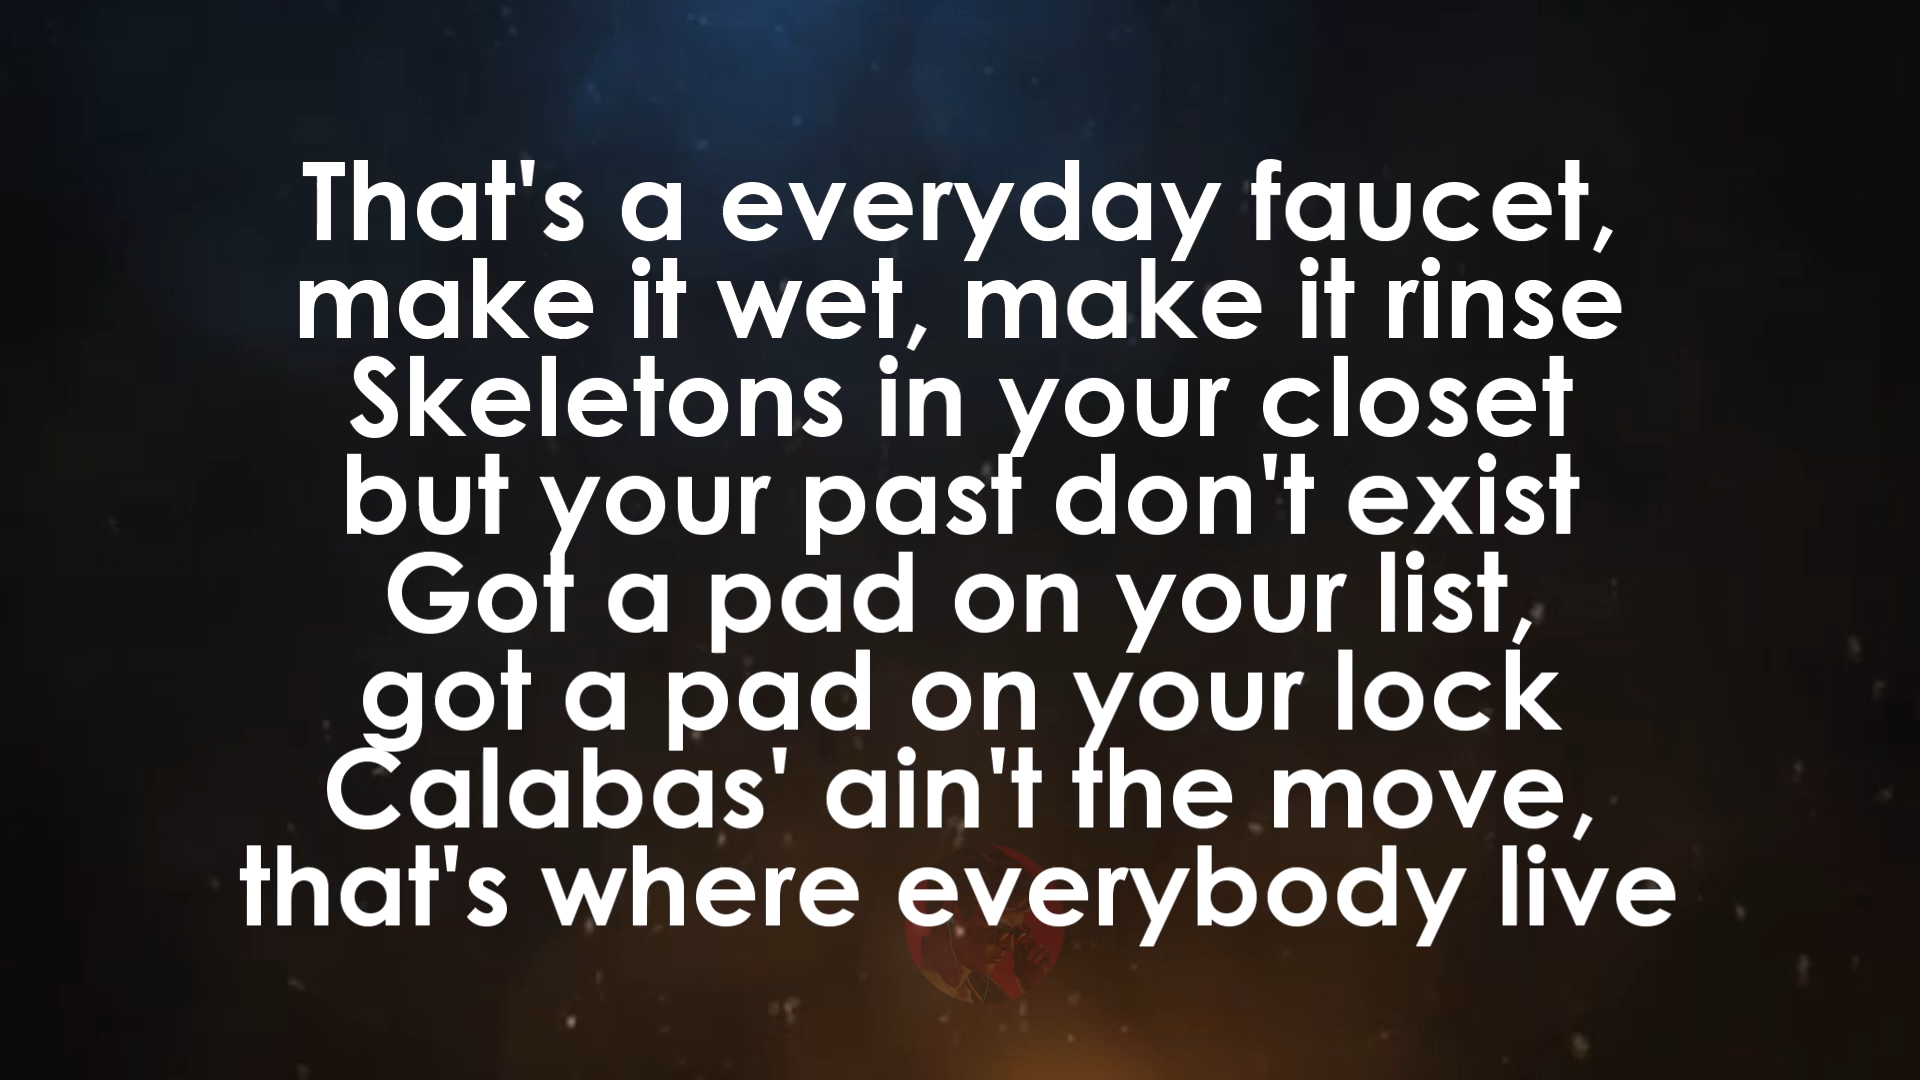 That's a everyday faucet,
make it wet, make it rinse
Skeletons in your closet
but your past don't exist
Got a pad on your list,
got a pad on your lock
Calabas' ain't the move,
that's where everybody live